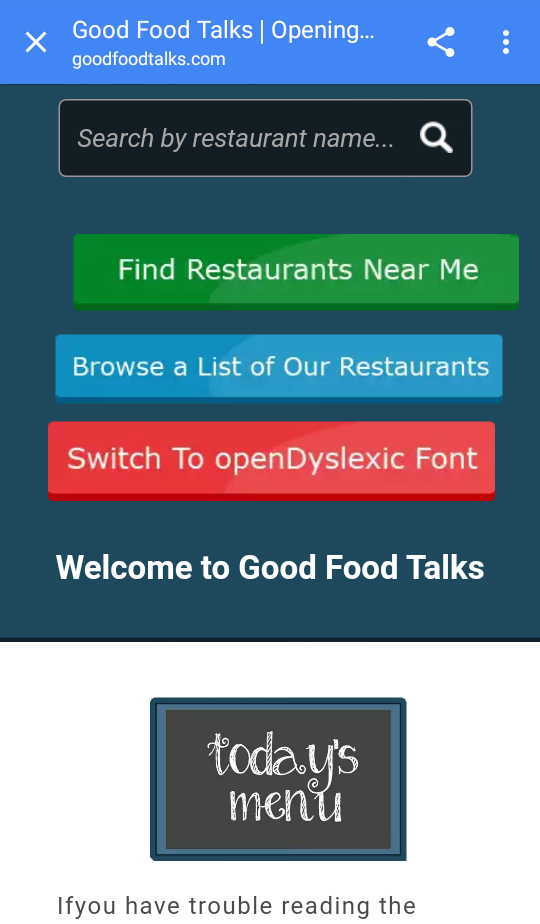 Good Food Talks | Opening...
goodfoodtalks.com
Search by restaurant name...
Find Restaurants Near Me
Browse a List of Our Restaurants
Switch To openDyslexic Font
Welcome to Good Food Talks
today's
menu
Ifyou have trouble reading the